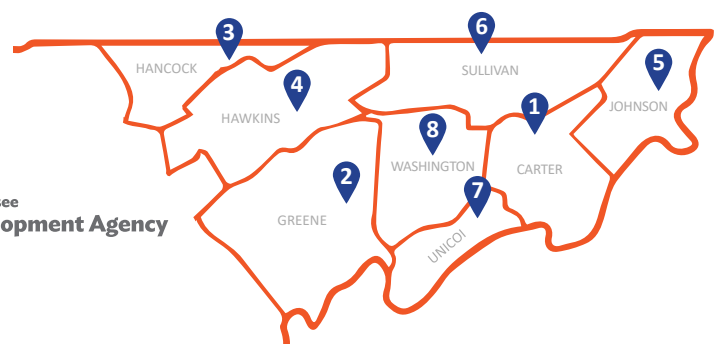 6
3
SULLIVAN
5
HANCOCK
4
JOHNSON
1
HAWKINS
8
WASHINGTON
CARTER
2
7
see
opment Agency
GREENE
UNICOI